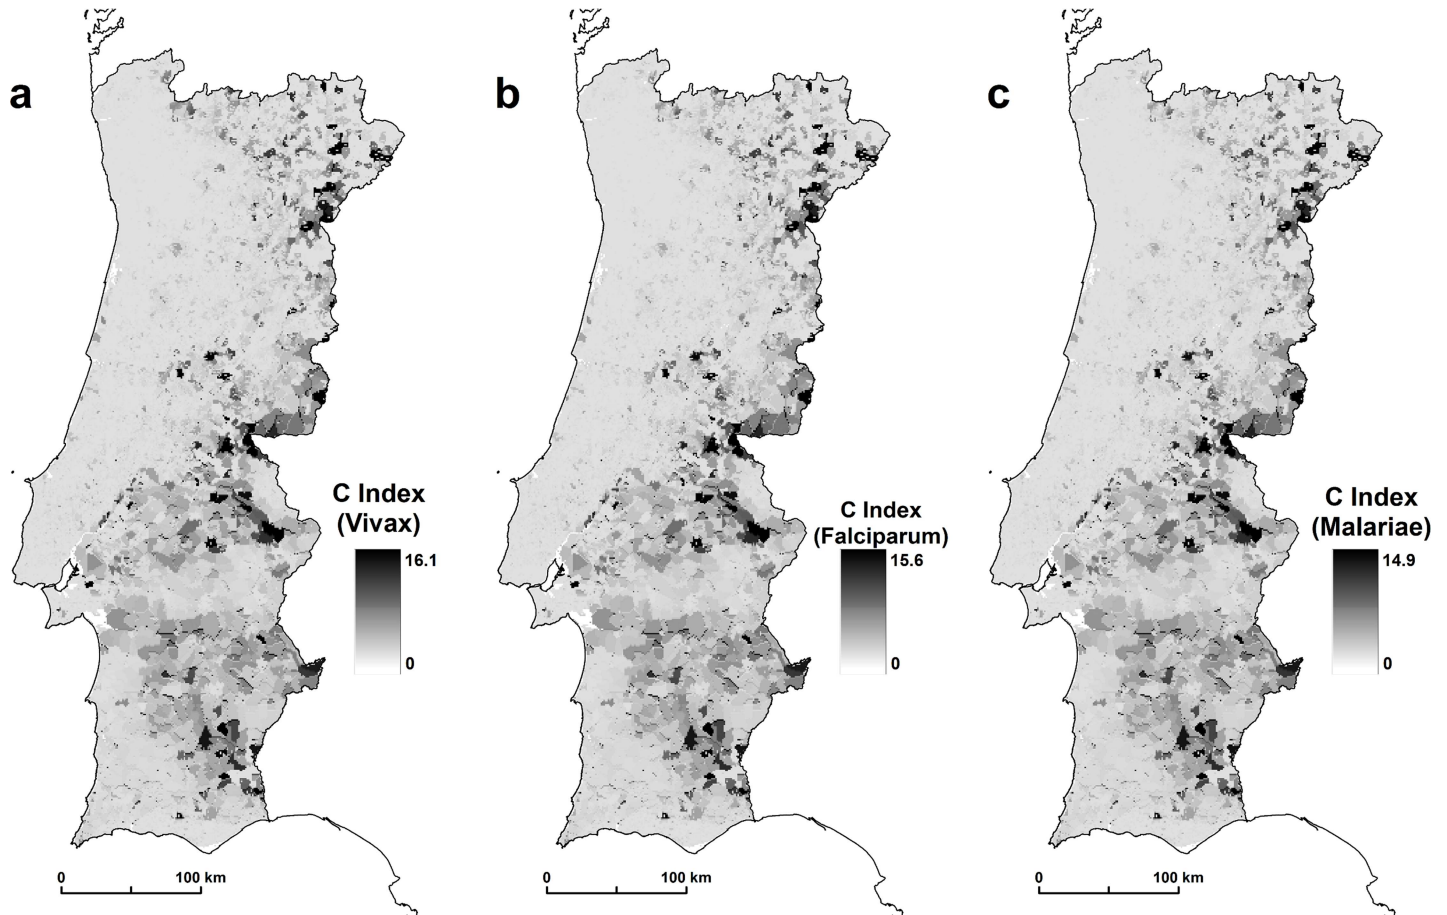 a
b
c
C Index
(Vivax)
16.1
0
C Index
(Falciparum)
15.6
0
C Index
(Malariae)
14.9
0
0 100 km
0 100 km
0 100 km